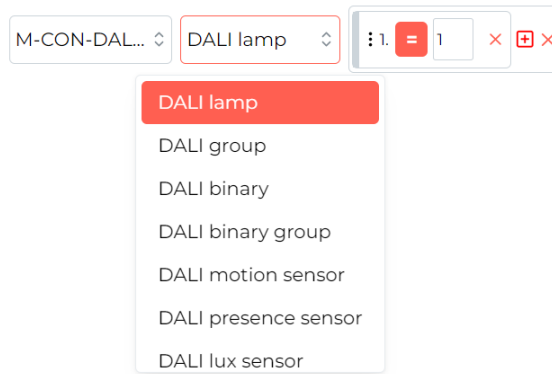 M-CON-DAL... DALI lamp 1. = 1
DALI lamp
DALI group
DALI binary
DALI binary group
DALI motion sensor
DALI presence sensor
DALI lux sensor